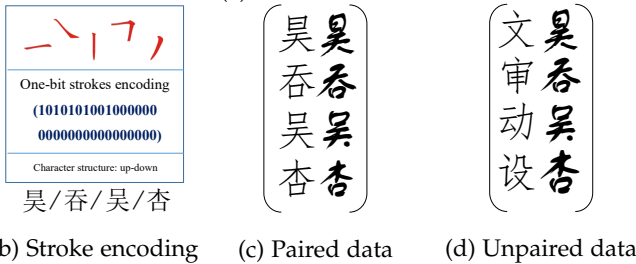 One-bit strokes encoding
(1010101001000000
0000000000000000)
Character structure: up-down
昊/吞/吴/杏
昊昊
吞吞
吴吴
杏杏
文昊
审吞
动吴
设杏
b) Stroke encoding
(c) Paired data
(d) Unpaired data